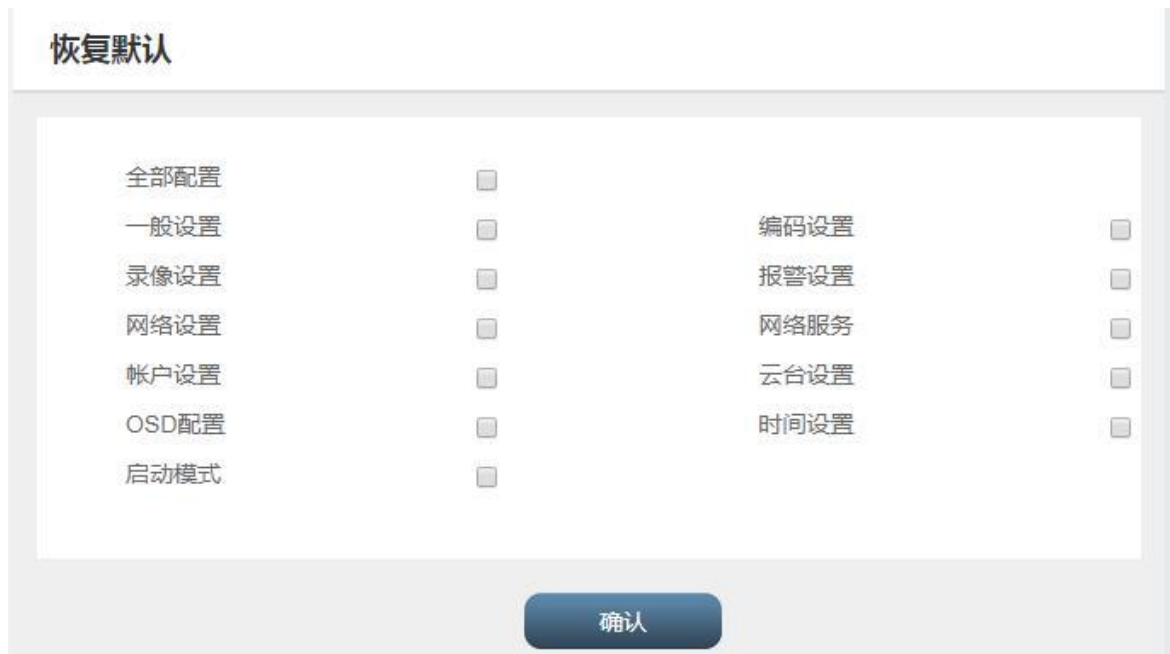 恢复默认
全部配置
一般设置 编码设置
录像设置 报警设置
网络设置 网络服务
帐户设置 云台设置
OSD配置 时间设置
启动模式
确认